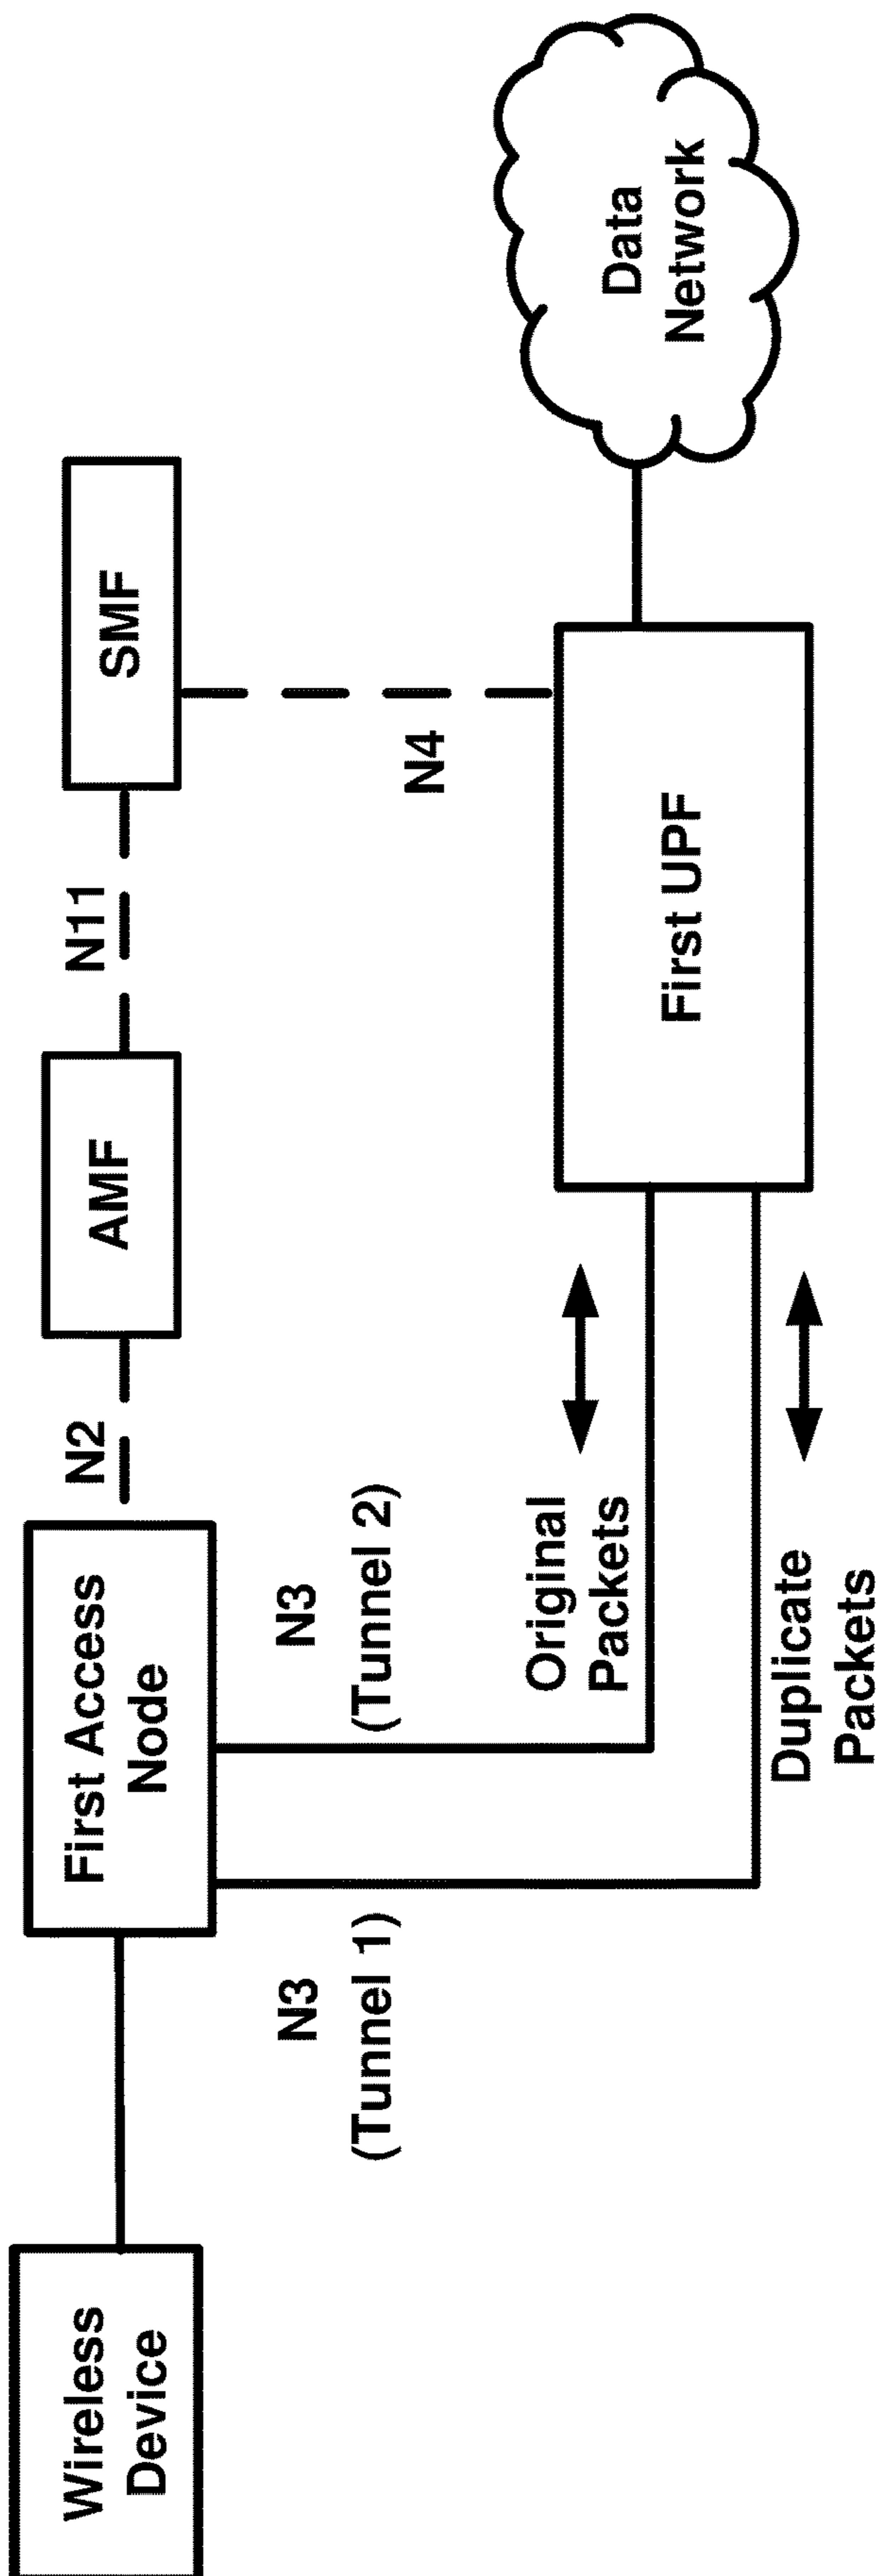 Wireless
Device
First Access
Node
N2
AMF
N11
SMF
N3
(Tunnel 1)
N3
(Tunnel 2)
N4
Original
Packets
Duplicate
Packets
First UPF
Data
Network